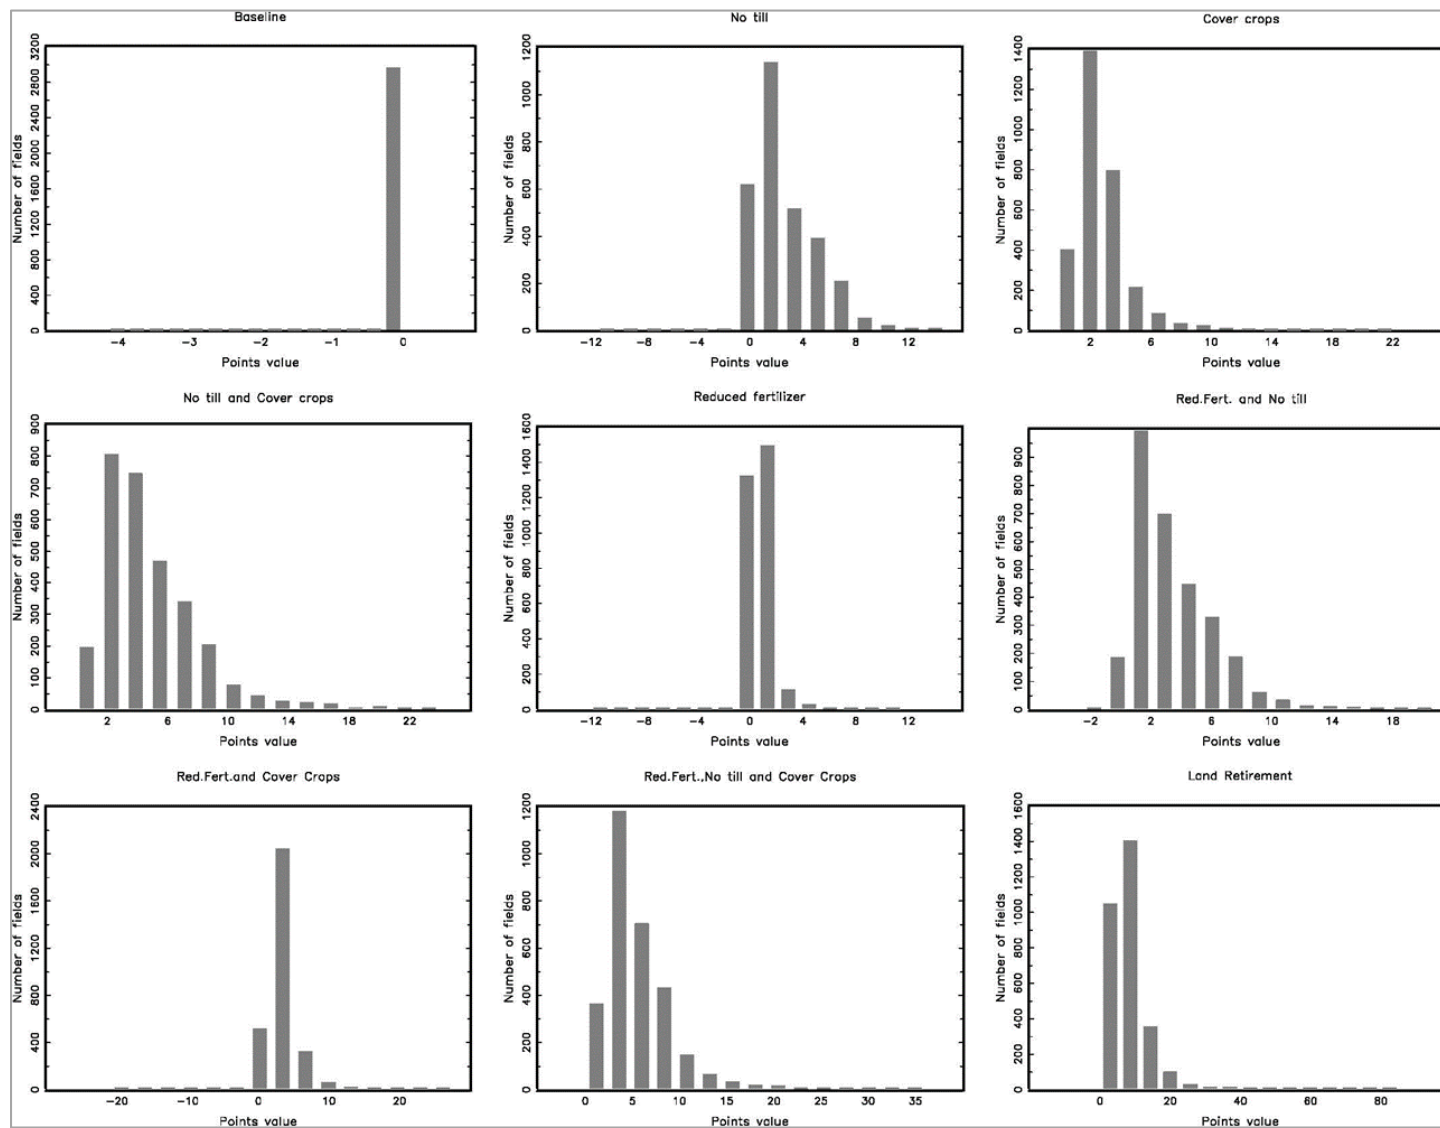 Baseline
Number of fields
3200
2800
2400
2000
1600
1200
800
400
0
-4 -3 -2 -1 0
Points value
No till
Number of fields
1200
1000
800
600
400
200
0
-12 -8 -4 0 4 8 12
Points value
Cover crops
Number of fields
1400
1200
1000
800
600
400
200
0
2 6 10 14 18 22
Points value
No till and Cover crops
Number of fields
900
800
700
600
500
400
300
200
100
0
2 6 10 14 18 22
Points value
Reduced fertilizer
Number of fields
1600
1400
1200
1000
800
600
400
200
0
-12 -8 -4 0 4 8 12
Points value
Red.Fert. and No till
Number of fields
900
800
700
600
500
400
300
200
100
0
-2 2 6 10 14 18
Points value
Red.Fert.and Cover Crops
Number of fields
2400
2000
1600
1200
800
400
0
-20 -10 0 10 20
Points value
Red.Fert.,No till and Cover Crops
Number of fields
1200
1000
800
600
400
200
0
0 5 10 15 20 25 30 35
Points value
Land Retirement
Number of fields
1600
1400
1200
1000
800
600
400
200
0
0 20 40 60 80
Points value